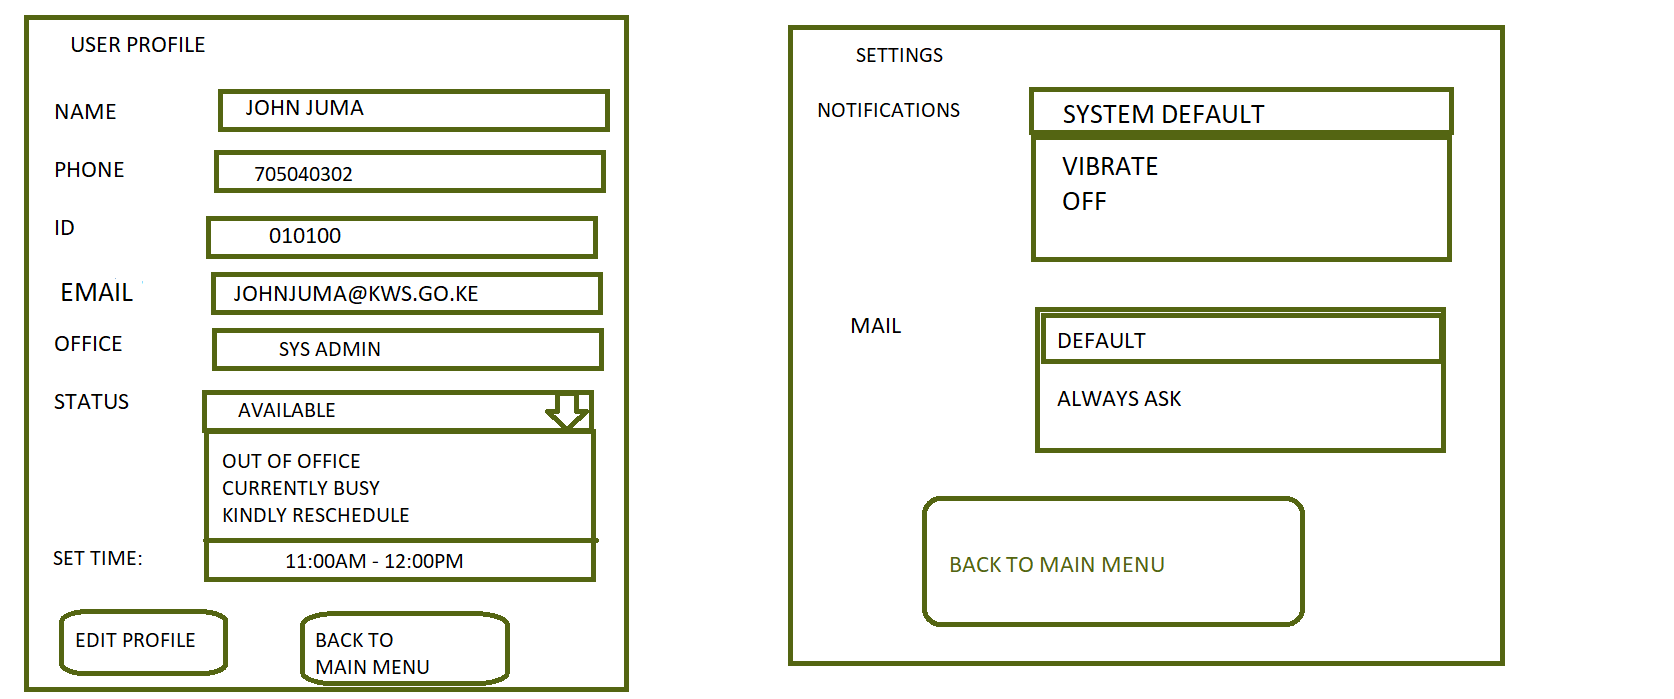 USER PROFILE
NAME
JOHN JUMA
PHONE
705040302
ID
010100
EMAIL
JOHNJUMA@KWS.GO.KE
OFFICE
SYS ADMIN
STATUS
AVAILABLE
OUT OF OFFICE
CURRENTLY BUSY
KINDLY RESCHEDULE
SET TIME:
11:00AM - 12:00PM
EDIT PROFILE
BACK TO
MAIN MENU
SETTINGS
NOTIFICATIONS
SYSTEM DEFAULT
VIBRATE
OFF
MAIL
DEFAULT
ALWAYS ASK
BACK TO MAIN MENU